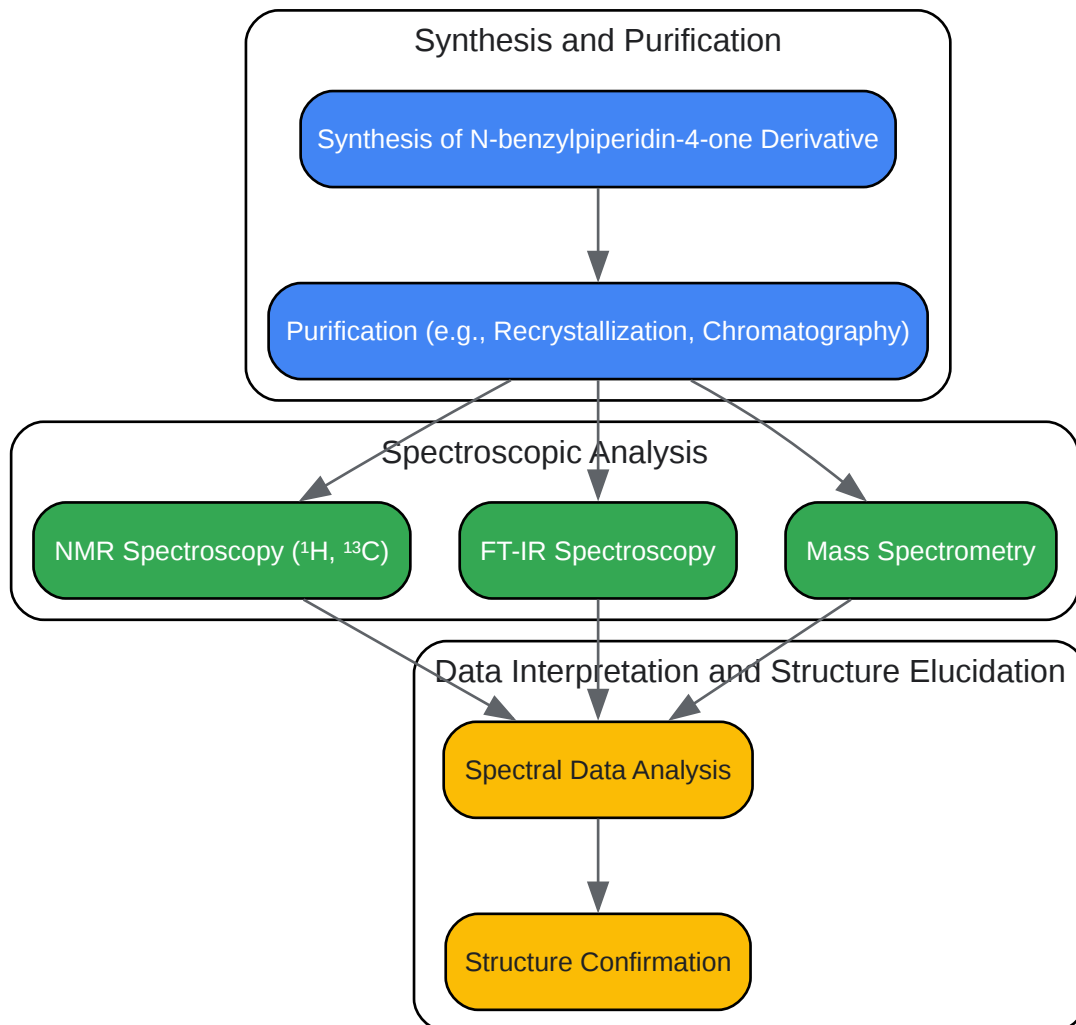 Synthesis and Purification
Synthesis of N-benzylpiperidin-4-one Derivative
Purification (e.g., Recrystallization, Chromatography)
Spectroscopic Analysis
NMR Spectroscopy (¹H, ¹³C)
FT-IR Spectroscopy
Mass Spectrometry
Data Interpretation and Structure Elucidation
Spectral Data Analysis
Structure Confirmation